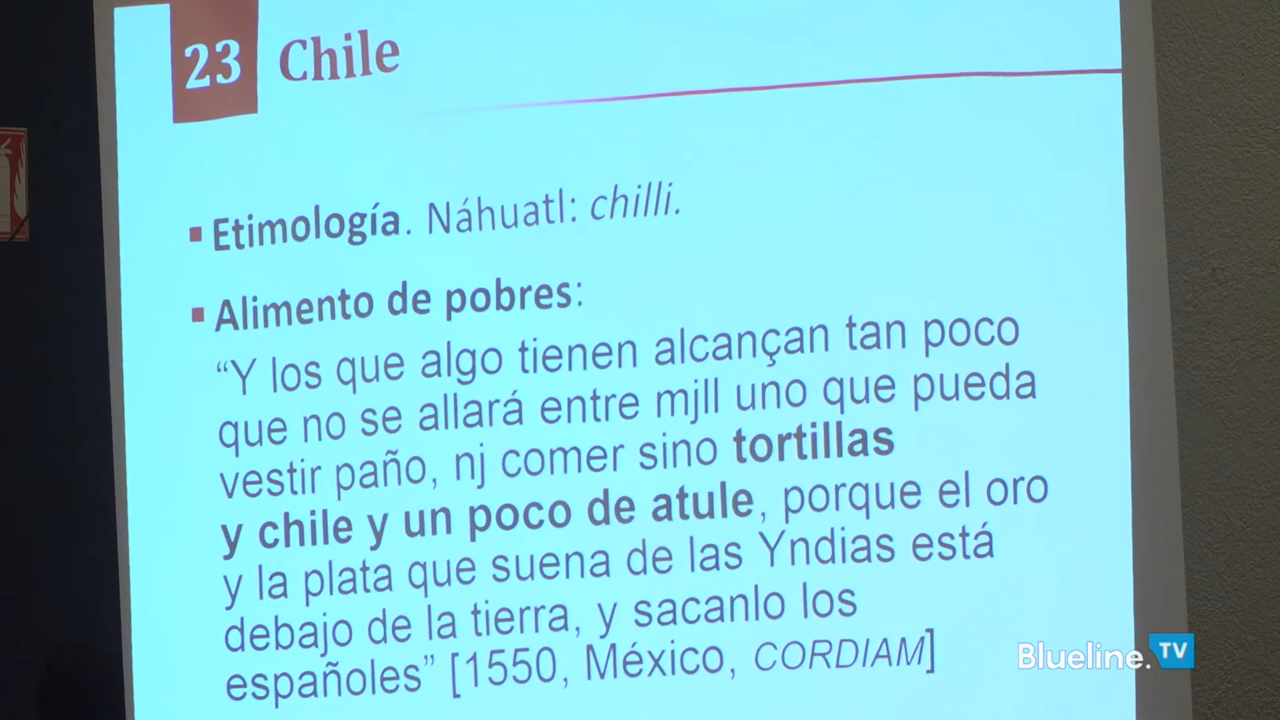 23 Chile
▪ Etimología. Náhuatl: chilli.
▪ Alimento de pobres:
“Y los que algo tienen alcançan tan poco
que no se allará entre mjll uno que pueda
vestir paño, nj comer sino tortillas
y chile y un poco de atule, porque el oro
y la plata que suena de las Yndias está
debajo de la tierra, y sacanlo los
españoles” [1550, México, CORDIAM]
Blueline.TV